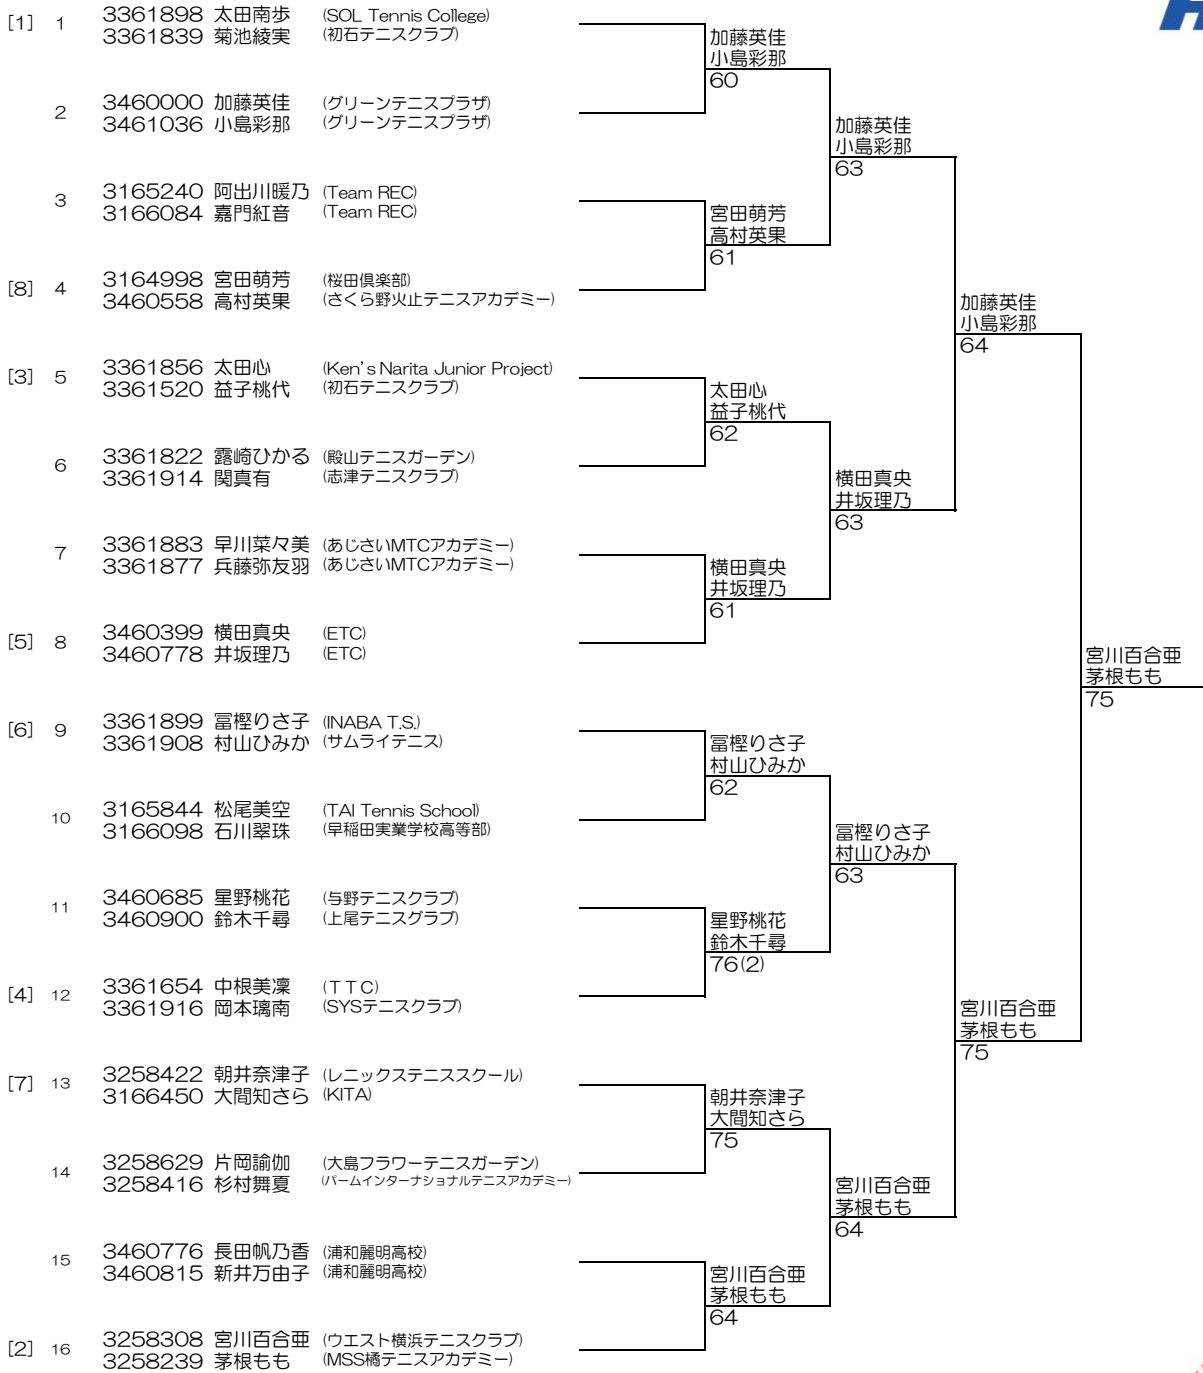 [1] 1 3361898 太田南歩 (SOL Tennis College)
3361839 菊池綾実 (初石テニスクラブ)
2 3460000 加藤英佳 (グリーンテニスプラザ)
3461036 小島彩那 (グリーンテニスプラザ)
3 3165240 阿出川暖乃 (Team REC)
3166084 嘉門紅音 (Team REC)
[8] 4 3164998 宮田萌芳 (桜田倶楽部)
3460558 高村英果 (さくら野火止テニスアカデミー)
[3] 5 3361856 太田心 (Ken's Narita Junior Project)
3361520 益子桃代 (初石テニスクラブ)
6 3361822 露崎ひかる (殿山テニスガーデン)
3361914 関真有 (志津テニスクラブ)
7 3361883 早川菜々美 (あじさいMTCアカデミー)
3361877 兵藤弥友羽 (あじさいMTCアカデミー)
[5] 8 3460399 横田真央 (ETC)
3460778 井坂理乃 (ETC)
[6] 9 3361899 冨樫りさ子 (INABA T.S.)
3361908 村山ひみか (サムライテニス)
10 3165844 松尾美空 (TAI Tennis School)
3166098 石川翠珠 (早稲田実業学校高等部)
11 3460685 星野桃花 (与野テニスクラブ)
3460900 鈴木千尋 (上尾テニスグラブ)
[4] 12 3361654 中根美凜 (T T C)
3361916 岡本璃南 (SYSテニスクラブ)
[7] 13 3258422 朝井奈津子 (レニックステニススクール)
3166450 大間知さら (KITA)
14 3258629 片岡諭伽 (大島フラワーテニスガーデン)
3258416 杉村舞夏 (パームインターナショナルテニスアカデミー)
15 3460776 長田帆乃香 (浦和麗明高校)
3460815 新井万由子 (浦和麗明高校)
[2] 16 3258308 宮川百合亜 (ウエスト横浜テニスクラブ)
3258239 茅根もも (MSS橘テニスアカデミー)
加藤英佳
小島彩那
60
宮田萌芳
高村英果
61
太田心
益子桃代
62
横田真央
井坂理乃
61
冨樫りさ子
村山ひみか
62
星野桃花
鈴木千尋
76(2)
朝井奈津子
大間知さら
75
宮川百合亜
茅根もも
64
加藤英佳
小島彩那
63
横田真央
井坂理乃
63
冨樫りさ子
村山ひみか
63
宮川百合亜
茅根もも
64
加藤英佳
小島彩那
64
宮川百合亜
茅根もも
75
宮川百合亜
茅根もも
75